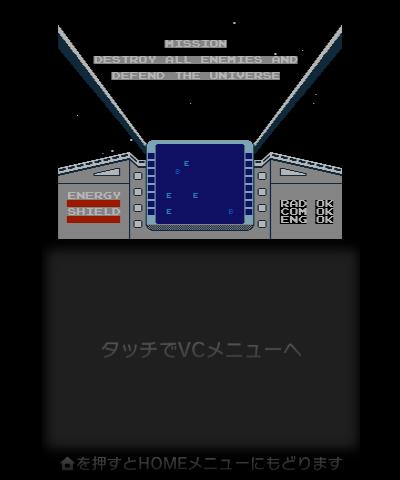 MISSION
DESTROY ALL ENEMIES AND
DEFEND THE UNIVERSE
E
B
E E
E B
ENERGY
SHIELD
RAD OK
COM OK
ENG OK
タッチでVCメニューへ
を押すとHOMEメニューにもどります